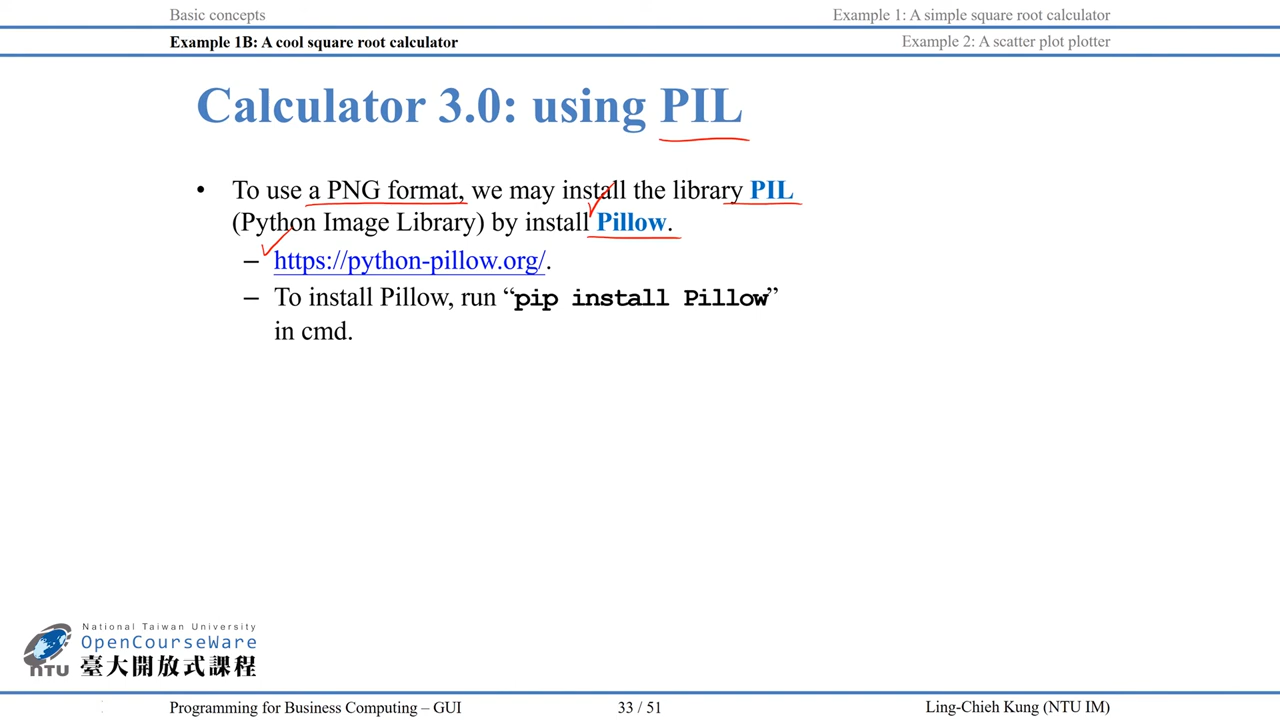 Basic concepts
Example 1: A simple square root calculator
Example 1B: A cool square root calculator
Example 2: A scatter plot plotter
Calculator 3.0: using PIL
• To use a PNG format, we may install the library PIL
(Python Image Library) by install Pillow.
– https://python-pillow.org/.
– To install Pillow, run “pip install Pillow”
in cmd.
National Taiwan University
OpenCourseWare
NTU 臺大開放式課程
Programming for Business Computing – GUI
33 / 51
Ling-Chieh Kung (NTU IM)